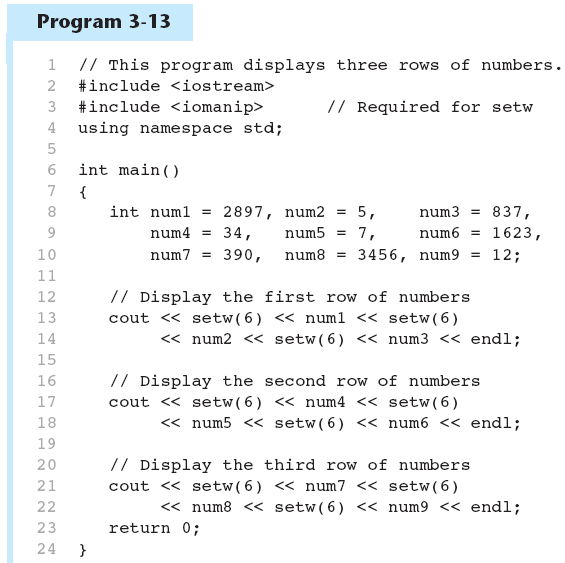 Program 3-13
1 // This program displays three rows of numbers.
2 #include <iostream>
3 #include <iomanip>       // Required for setw
4 using namespace std;
5
6 int main()
7 {
8    int num1 = 2897, num2 = 5,    num3 = 837,
9        num4 = 34,   num5 = 7,    num6 = 1623,
10        num7 = 390,  num8 = 3456, num9 = 12;
11
12    // Display the first row of numbers
13    cout << setw(6) << num1 << setw(6)
14         << num2 << setw(6) << num3 << endl;
15
16    // Display the second row of numbers
17    cout << setw(6) << num4 << setw(6)
18         << num5 << setw(6) << num6 << endl;
19
20    // Display the third row of numbers
21    cout << setw(6) << num7 << setw(6)
22         << num8 << setw(6) << num9 << endl;
23    return 0;
24 }